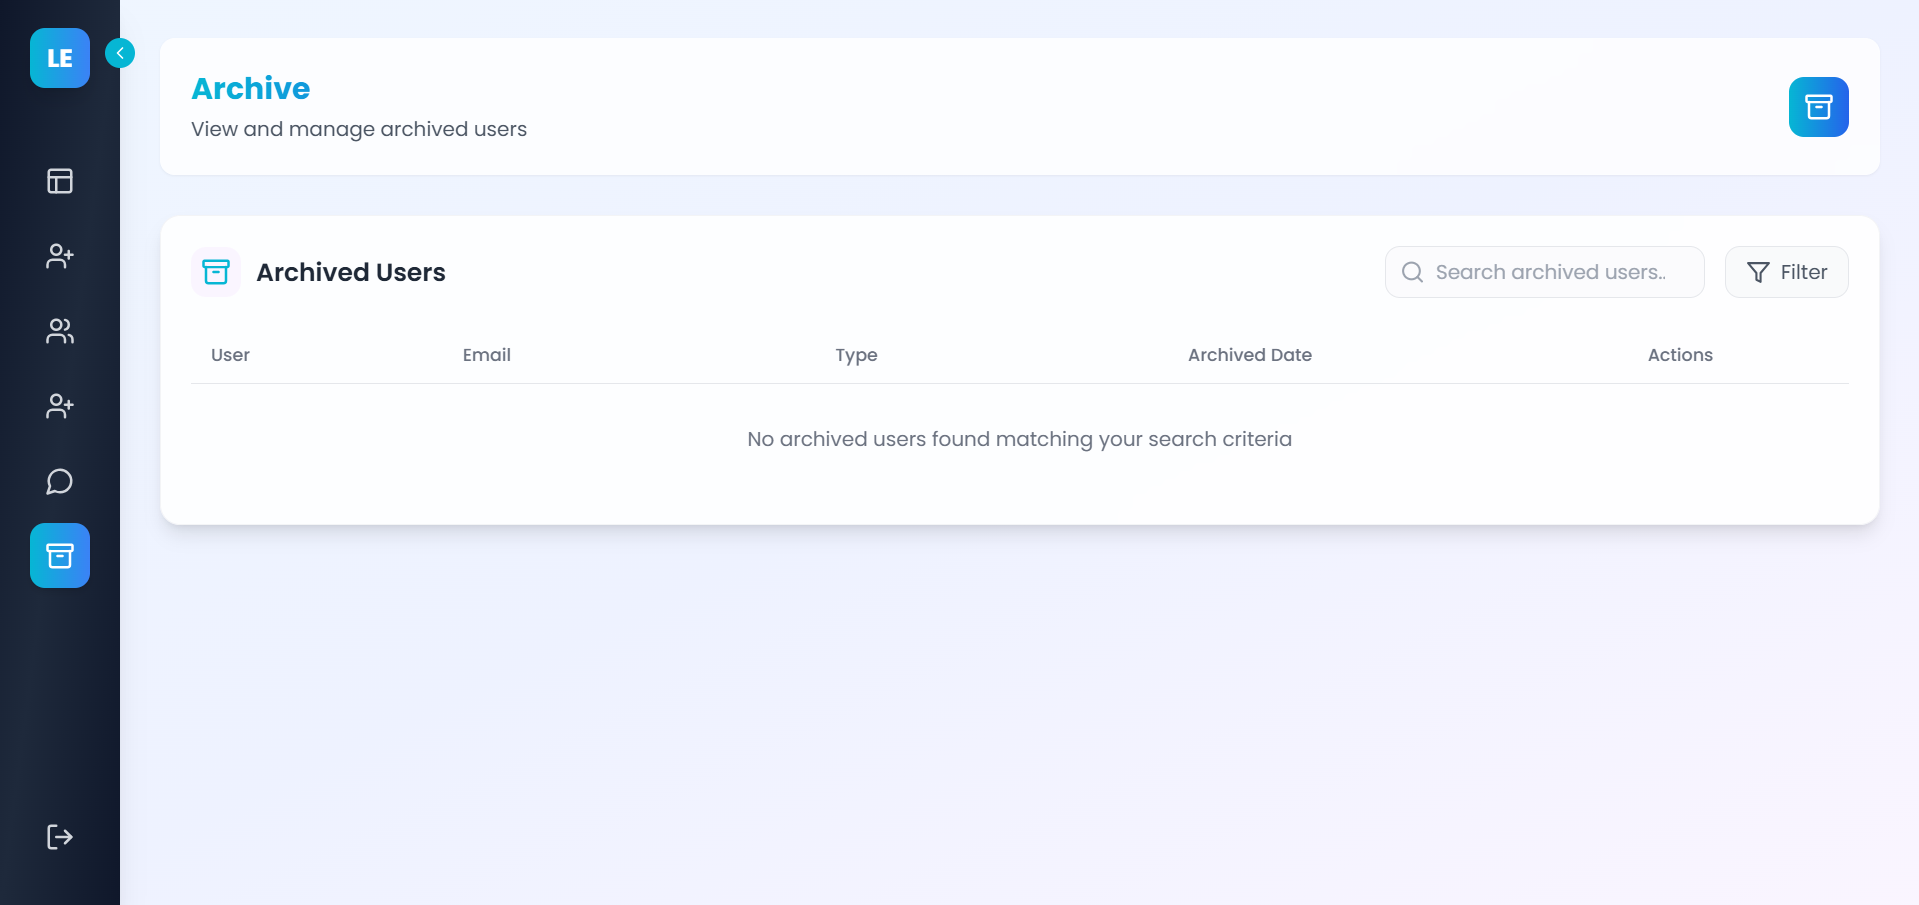 LE
Archive
View and manage archived users
Archived Users
Search archived users..
Filter
User Email Type Archived Date Actions
No archived users found matching your search criteria